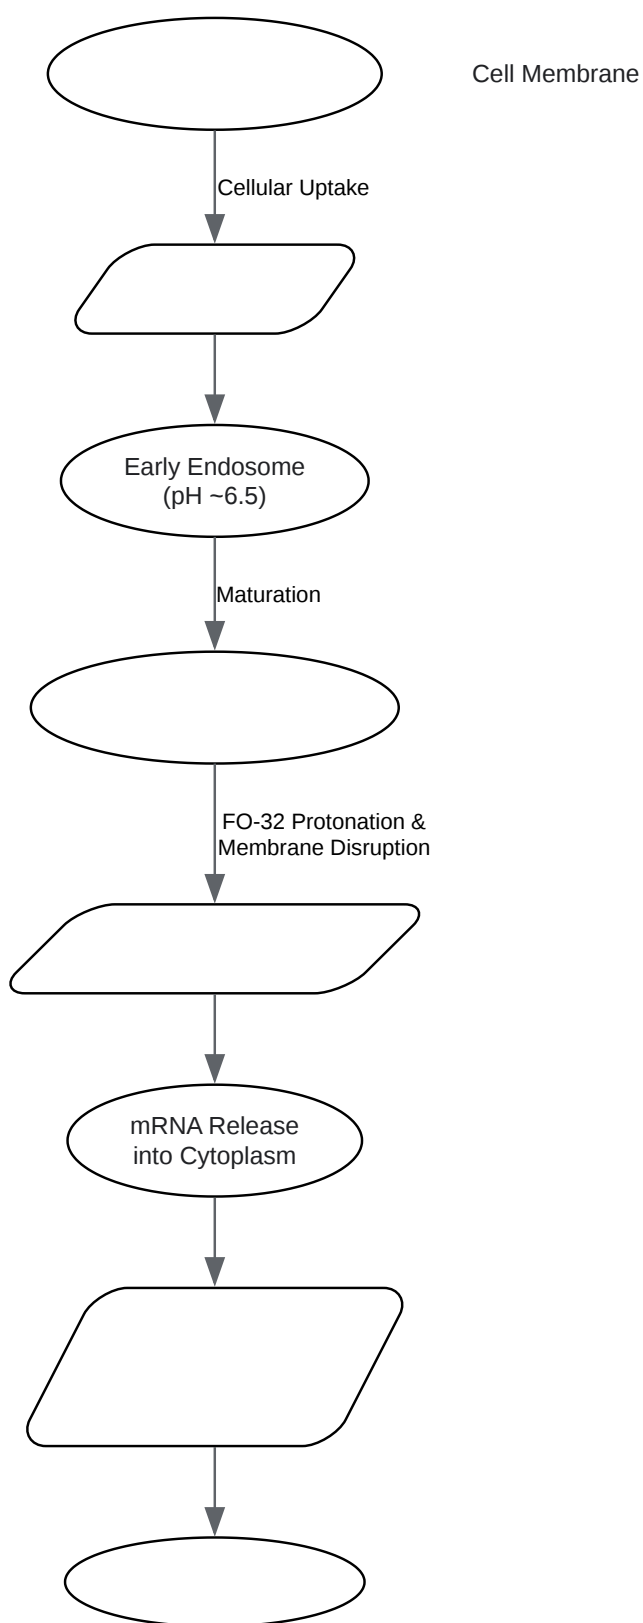 Cell Membrane
Cellular Uptake
Early Endosome
(pH ~6.5)
Maturation
FO-32 Protonation &
Membrane Disruption
mRNA Release
into Cytoplasm